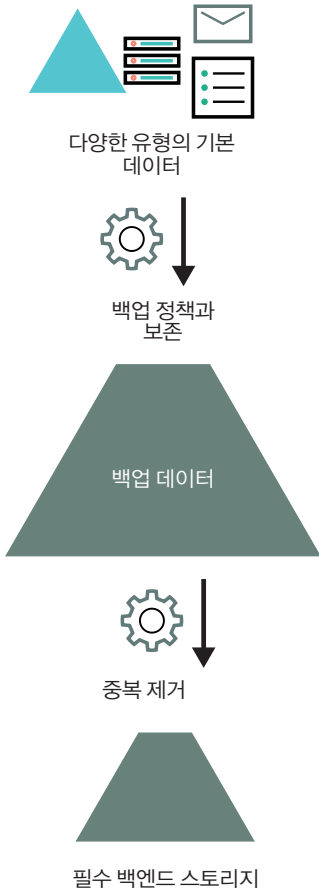 다양한 유형의 기본
데이터
백업 정책과
보존
백업 데이터
중복 제거
필수 백엔드 스토리지